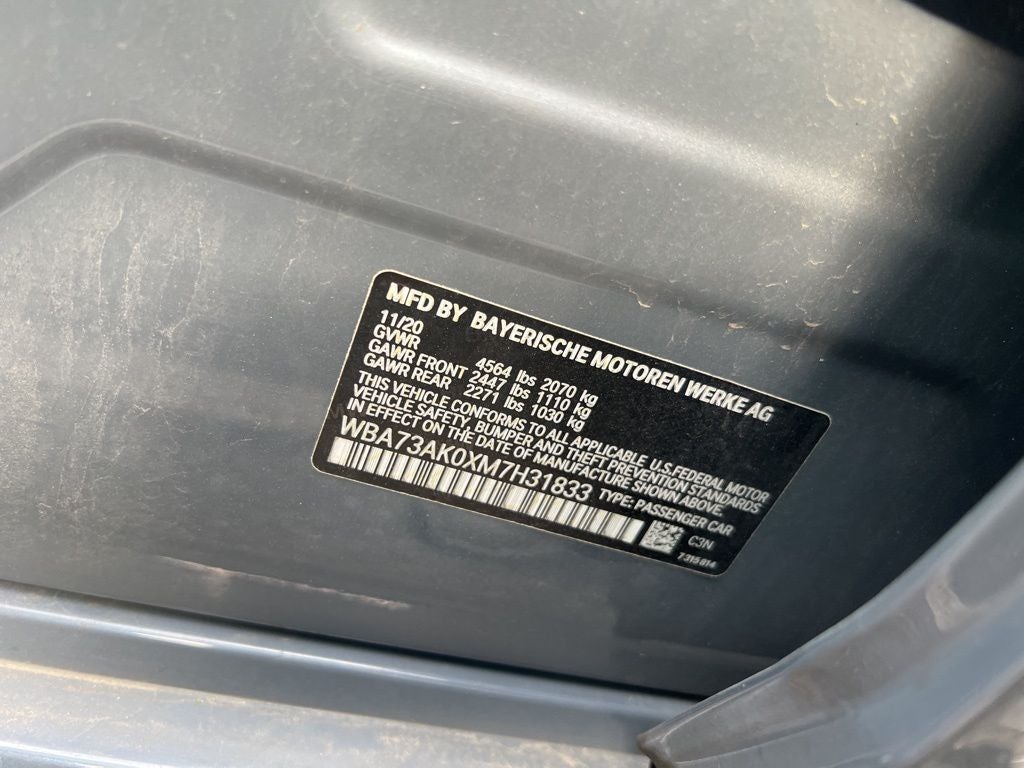 MFD BY BAYERISCHE MOTOREN WERKE AG
11/20
GVWR 4564 lbs 2070 kg
GAWR FRONT 2447 lbs 1110 kg
GAWR REAR 2271 lbs 1030 kg
THIS VEHICLE CONFORMS TO ALL APPLICABLE U.S.FEDERAL MOTOR
VEHICLE SAFETY, BUMPER AND THEFT PREVENTION STANDARDS
IN EFFECT ON THE DATE OF MANUFACTURE SHOWN ABOVE.
WBA73AK0XM7H31833 TYPE: PASSENGER CAR
C3N
7315814